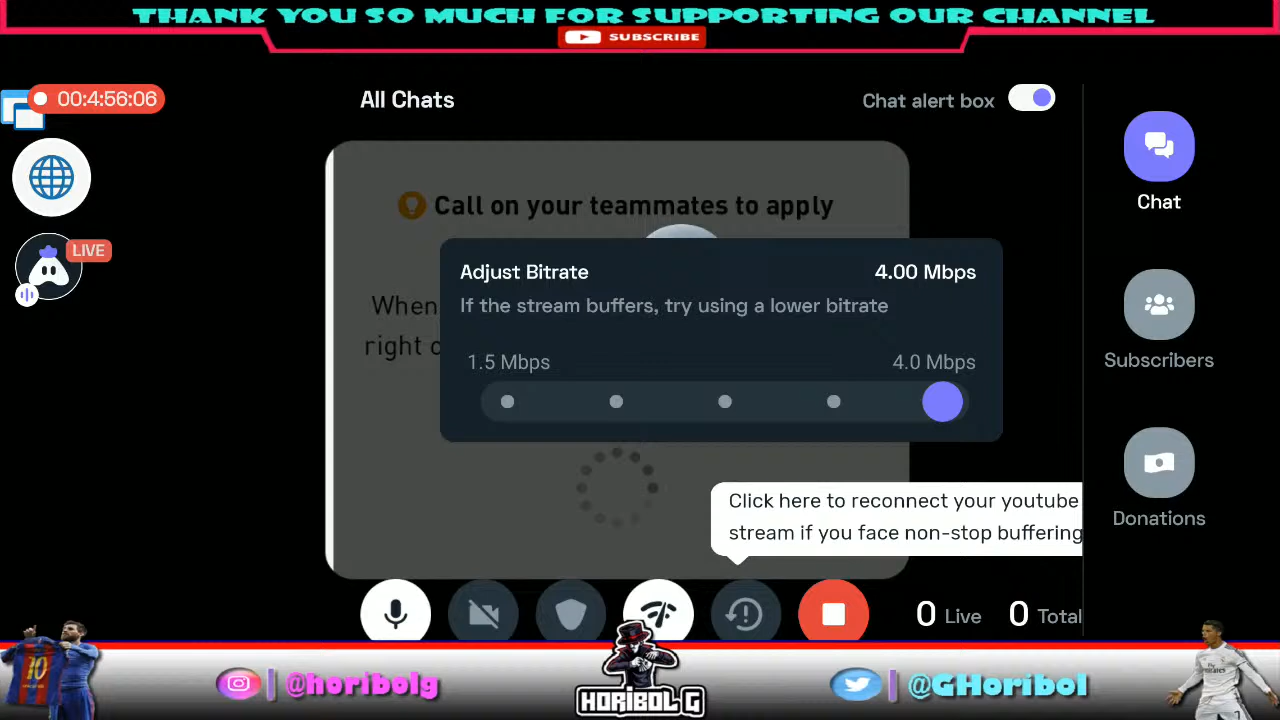 THANK YOU SO MUCH FOR SUPPORTING OUR CHANNEL
SUBSCRIBE
00:4:56:06
All Chats
Chat alert box
LIVE
Call on your teammates to apply
When
right
Adjust Bitrate
4.00 Mbps
If the stream buffers, try using a lower bitrate
1.5 Mbps
4.0 Mbps
Click here to reconnect your youtube
stream if you face non-stop buffering
Chat
Subscribers
Donations
0 Live
0 Total
10
@horibolg
HORIBOL G
@GHoribol